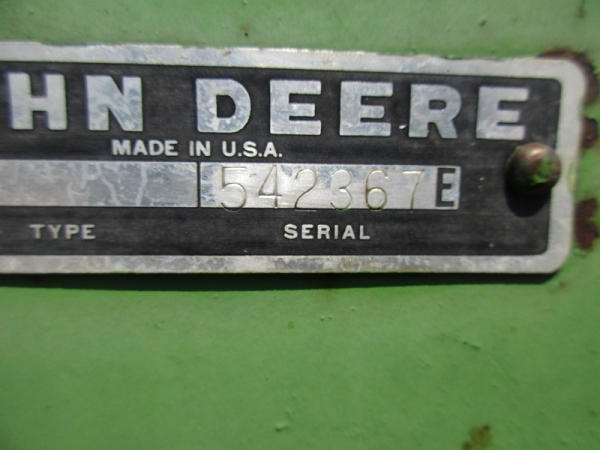 HN DEERE
MADE IN U.S.A.
542367E
TYPE SERIAL